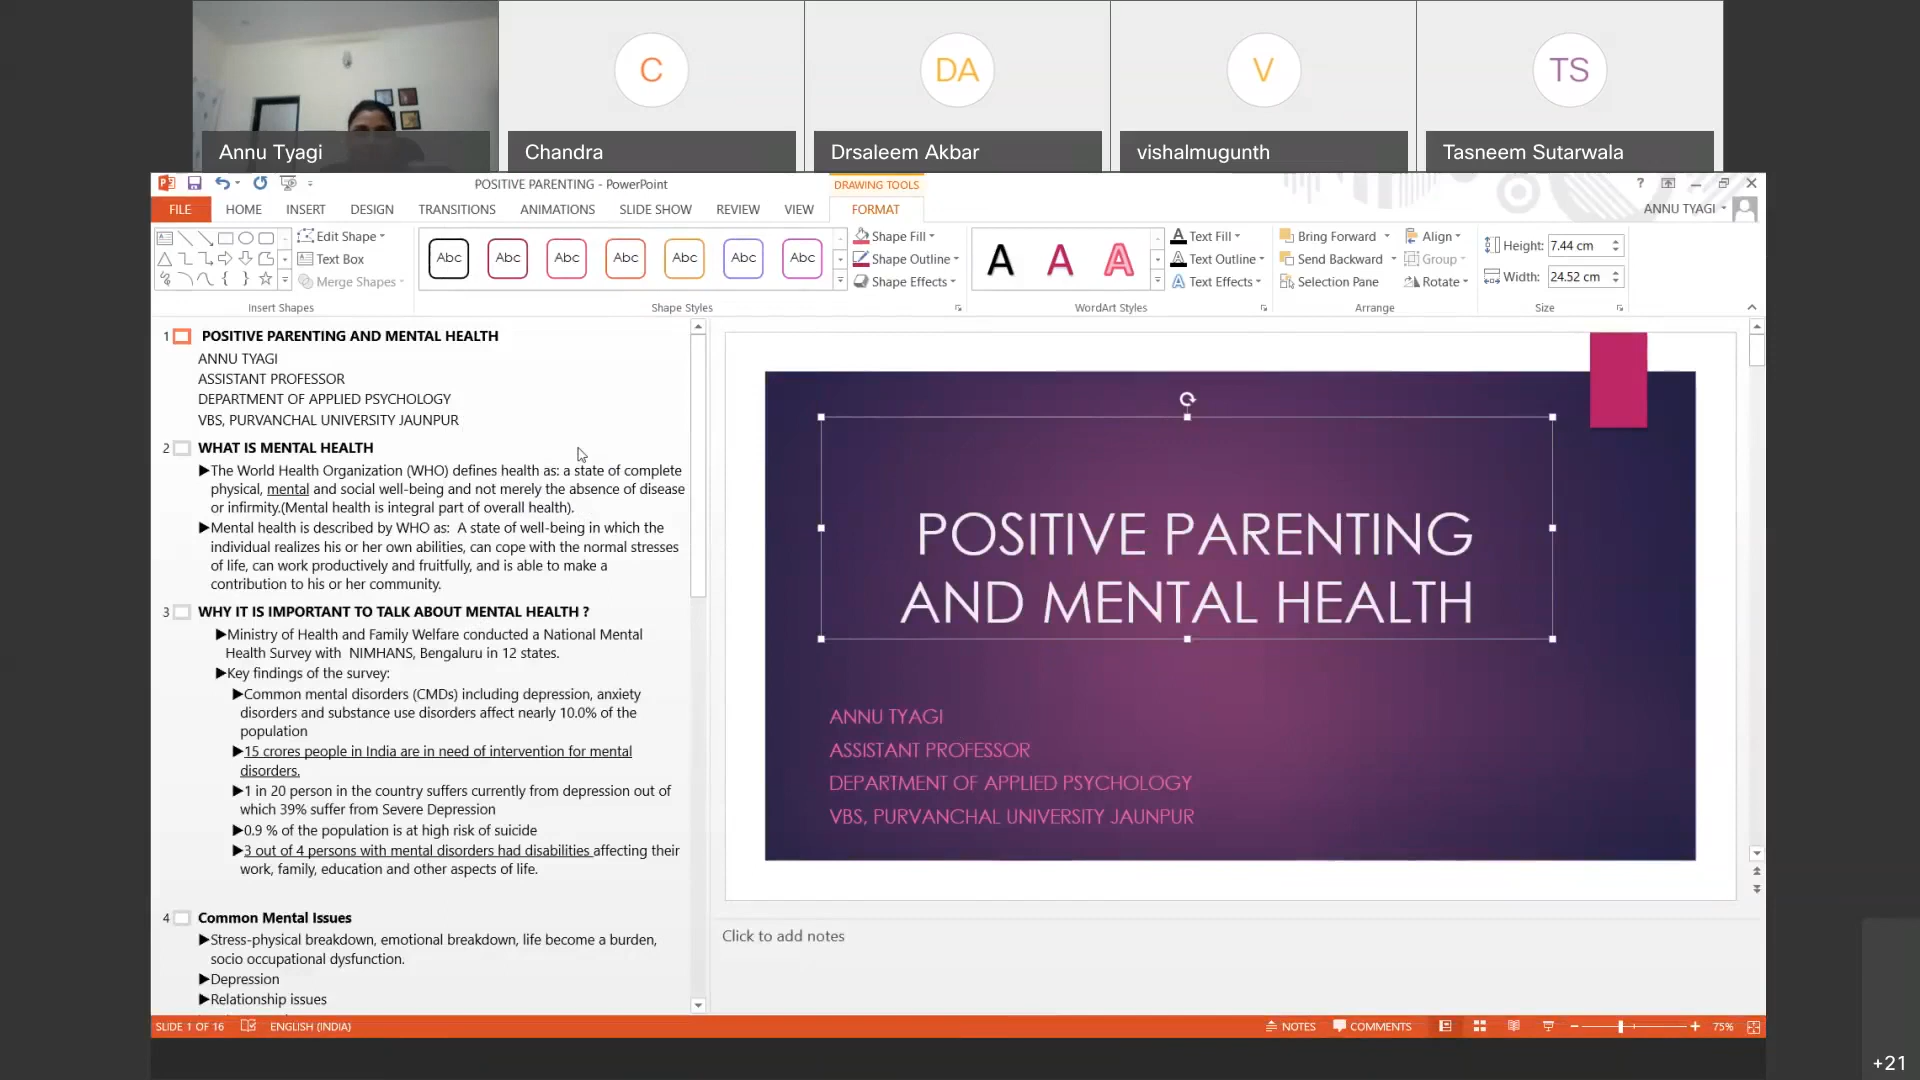 C
DA
V
TS
Annu Tyagi
Chandra
Drsaleem Akbar
vishalmugunth
Tasneem Sutarwala
POSITIVE PARENTING - PowerPoint
DRAWING TOOLS
?
FILE
HOME
INSERT
DESIGN
TRANSITIONS
ANIMATIONS
SLIDE SHOW
REVIEW
VIEW
FORMAT
ANNU TYAGI
Edit Shape
Text Box
Merge Shapes
Insert Shapes
Abc
Abc
Abc
Abc
Abc
Abc
Abc
Shape Fill
Shape Outline
Shape Effects
Shape Styles
A
A
A
Text Fill
Text Outline
Text Effects
WordArt Styles
Bring Forward
Send Backward
Selection Pane
Align
Group
Rotate
Arrange
Height: 7.44 cm
Width: 24.52 cm
Size
1 POSITIVE PARENTING AND MENTAL HEALTH
ANNU TYAGI
ASSISTANT PROFESSOR
DEPARTMENT OF APPLIED PSYCHOLOGY
VBS, PURVANCHAL UNIVERSITY JAUNPUR
2 WHAT IS MENTAL HEALTH
▶The World Health Organization (WHO) defines health as: a state of complete
physical, mental and social well-being and not merely the absence of disease
or infirmity.(Mental health is integral part of overall health).
▶Mental health is described by WHO as: A state of well-being in which the
individual realizes his or her own abilities, can cope with the normal stresses
of life, can work productively and fruitfully, and is able to make a
contribution to his or her community.
3 WHY IT IS IMPORTANT TO TALK ABOUT MENTAL HEALTH ?
▶Ministry of Health and Family Welfare conducted a National Mental
Health Survey with NIMHANS, Bengaluru in 12 states.
▶Key findings of the survey:
▶Common mental disorders (CMDs) including depression, anxiety
disorders and substance use disorders affect nearly 10.0% of the
population
▶15 crores people in India are in need of intervention for mental
disorders.
▶1 in 20 person in the country suffers currently from depression out of
which 39% suffer from Severe Depression
▶0.9 % of the population is at high risk of suicide
▶3 out of 4 persons with mental disorders had disabilities affecting their
work, family, education and other aspects of life.
4 Common Mental Issues
▶Stress-physical breakdown, emotional breakdown, life become a burden,
socio occupational dysfunction.
▶Depression
▶Relationship issues
POSITIVE PARENTING
AND MENTAL HEALTH
ANNU TYAGI
ASSISTANT PROFESSOR
DEPARTMENT OF APPLIED PSYCHOLOGY
VBS, PURVANCHAL UNIVERSITY JAUNPUR
Click to add notes
SLIDE 1 OF 16
ENGLISH (INDIA)
NOTES
COMMENTS
75%
+21